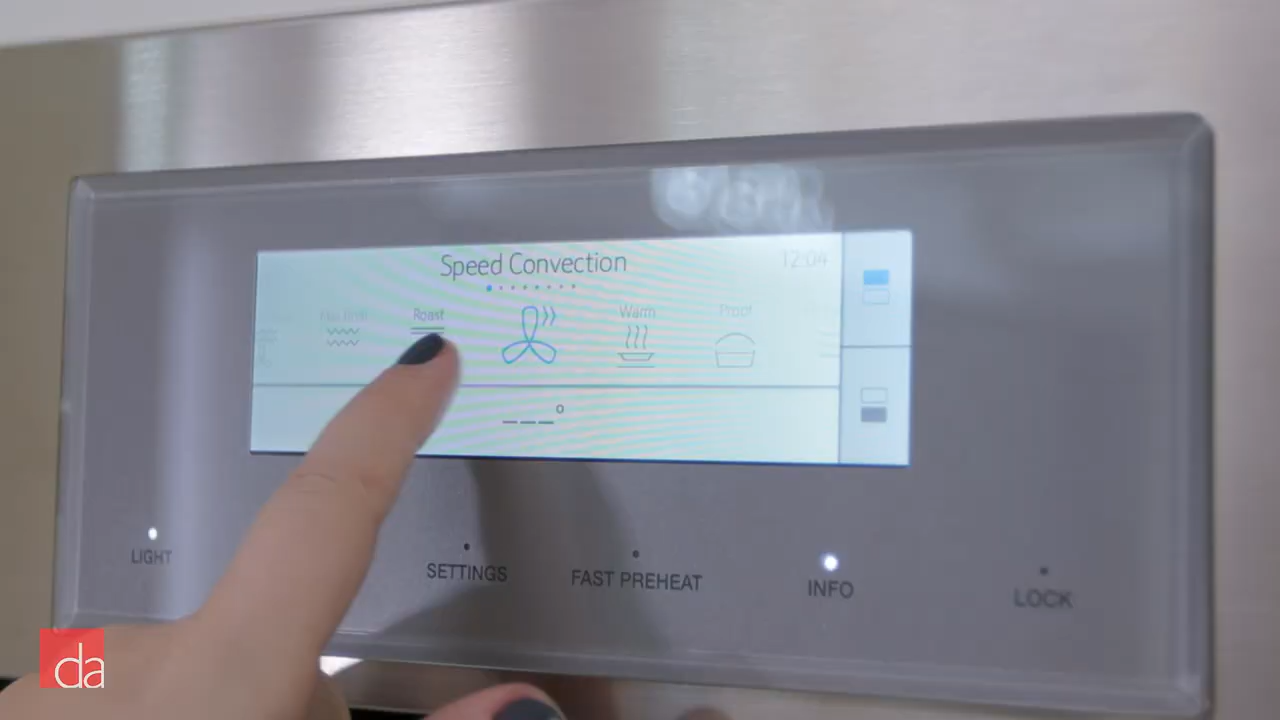 Speed Convection
12:04
Roast
Warm
Proof
---°
LIGHT
SETTINGS
FAST PREHEAT
INFO
LOCK
da